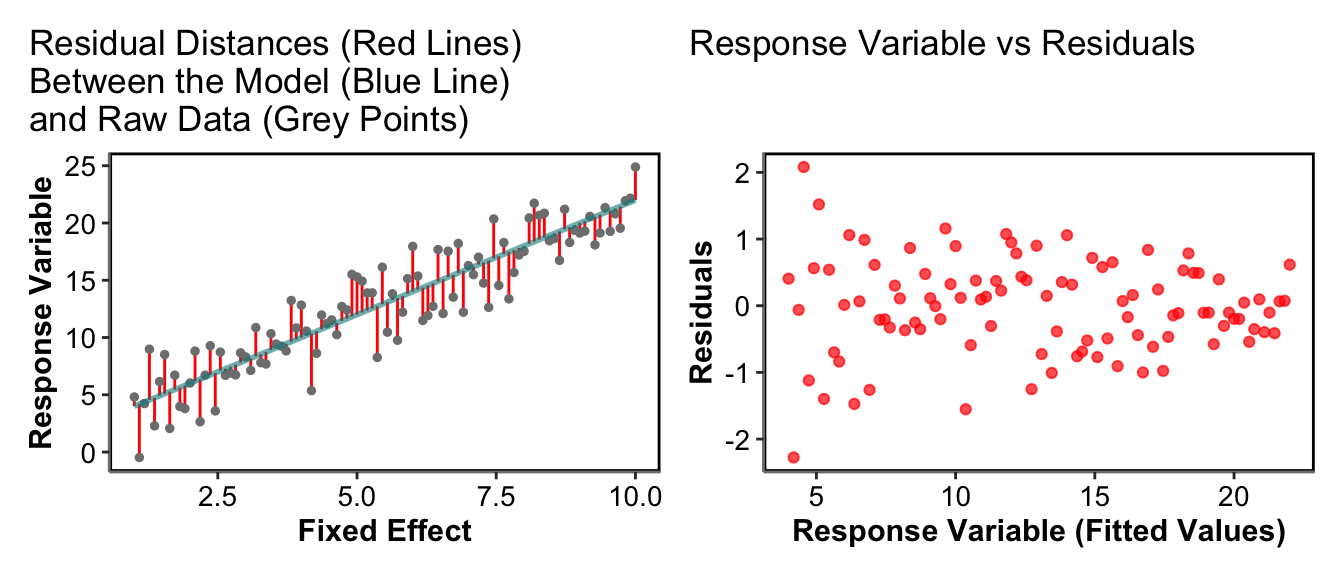 Residual Distances (Red Lines)
Between the Model (Blue Line)
and Raw Data (Grey Points)
Response Variable
25
20
15
10
5
0
2.5
5.0
7.5
10.0
Fixed Effect
Response Variable vs Residuals
Residuals
2
1
0
-1
-2
5
10
15
20
Response Variable (Fitted Values)